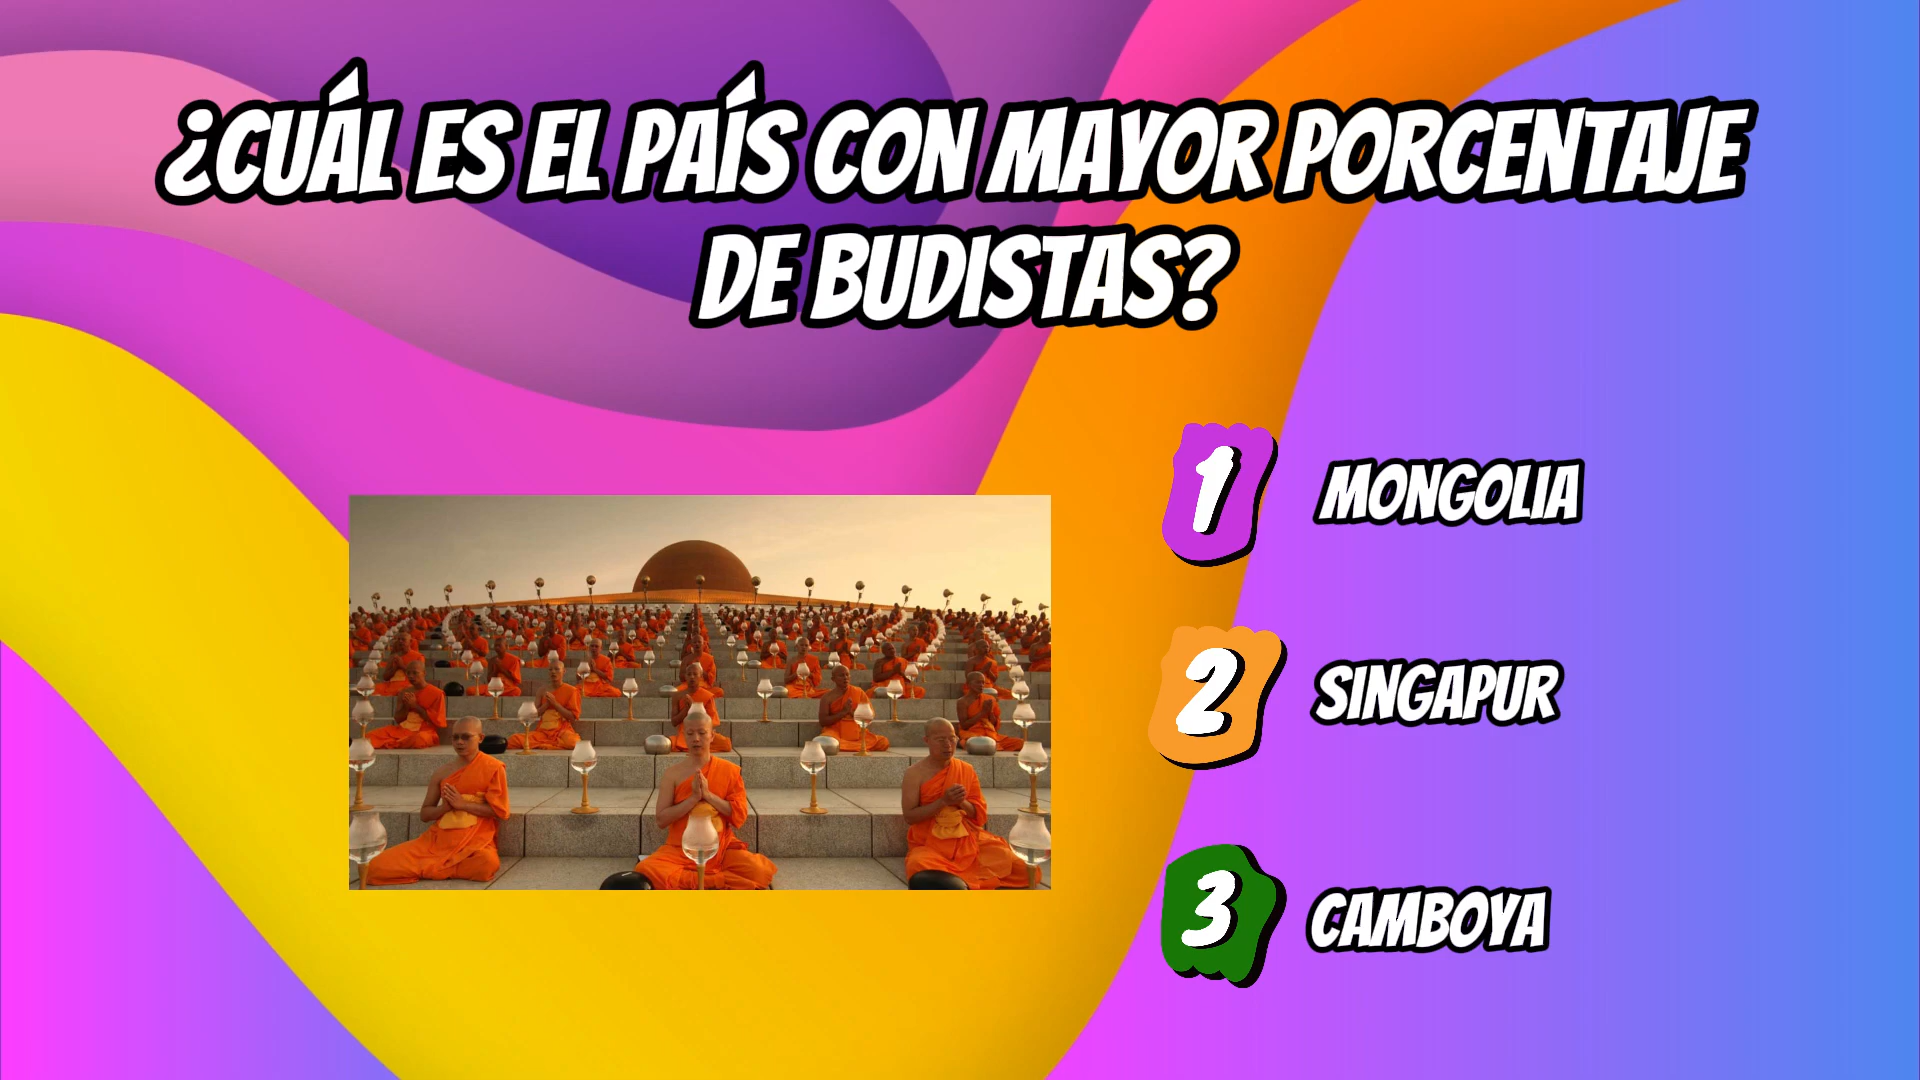 ¿CUÁL ES EL PAÍS CON MAYOR PORCENTAJE
DE BUDISTAS?
1 MONGOLIA
2 SINGAPUR
3 CAMBOYA